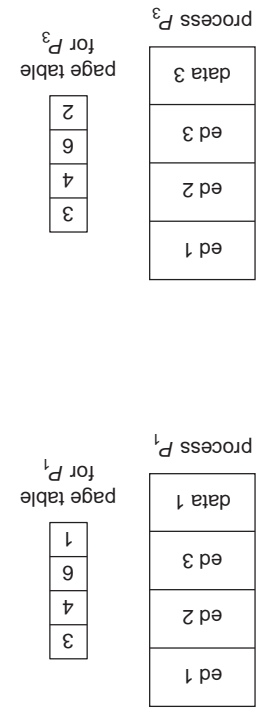 ed 1
ed 2
ed 3
data 1
process P₁
3
4
6
1
page table
for P₁
ed 1
ed 2
ed 3
data 3
process P₃
3
4
6
2
page table
for P₃